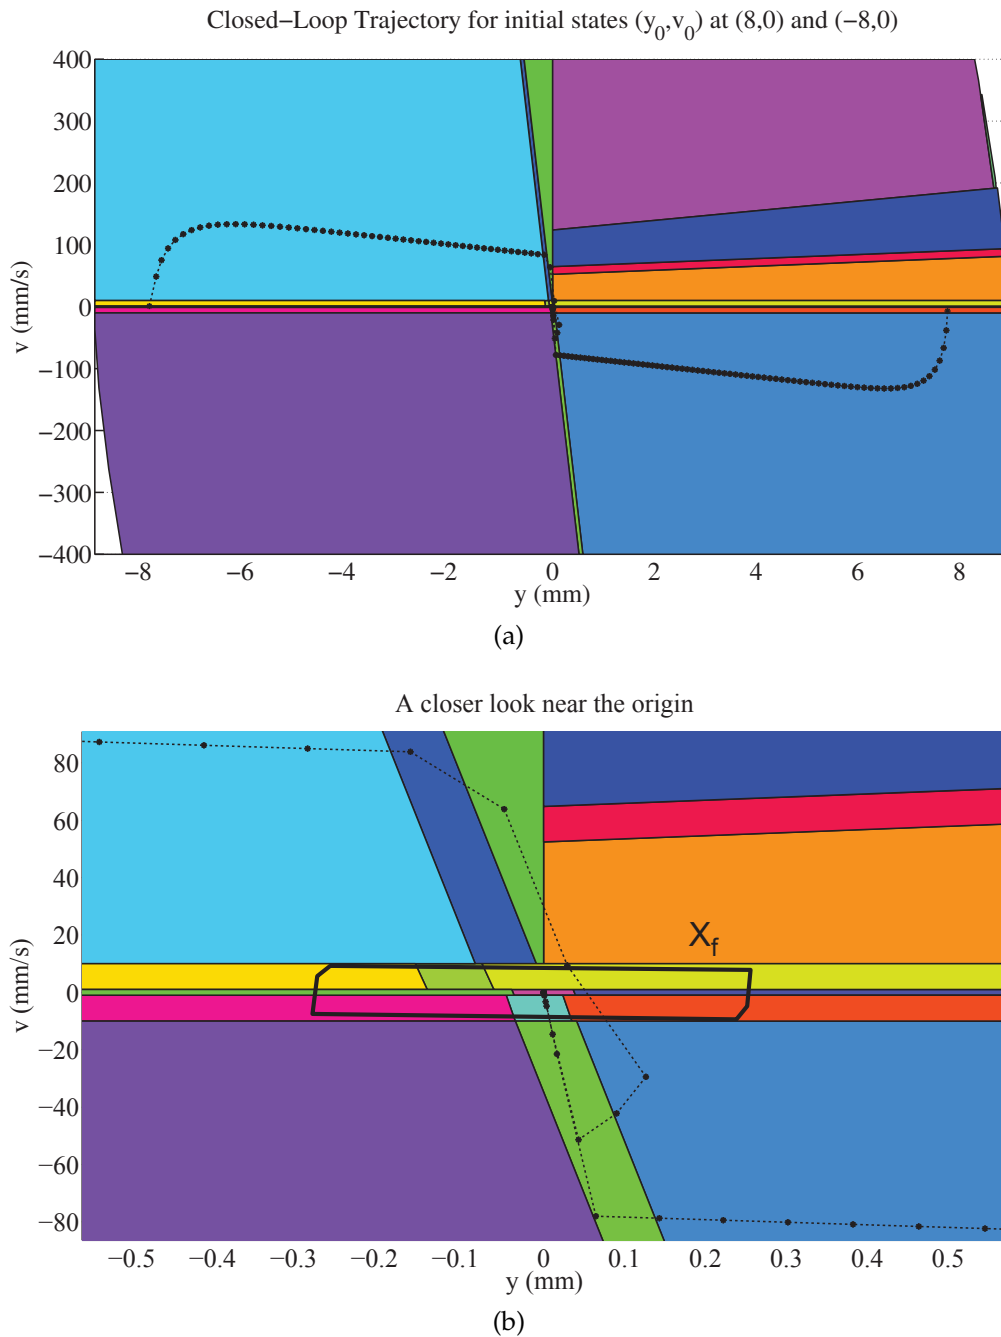 Closed−Loop Trajectory for initial states (y0,v0) at (8,0) and (−8,0)
400
300
200
100
0
−100
−200
−300
−400
v (mm/s)
−8 −6 −4 −2 0 2 4 6 8
y (mm)
(a)
A closer look near the origin
80
60
40
20
0
−20
−40
−60
−80
v (mm/s)
Xf
−0.5 −0.4 −0.3 −0.2 −0.1 0 0.1 0.2 0.3 0.4 0.5
y (mm)
(b)